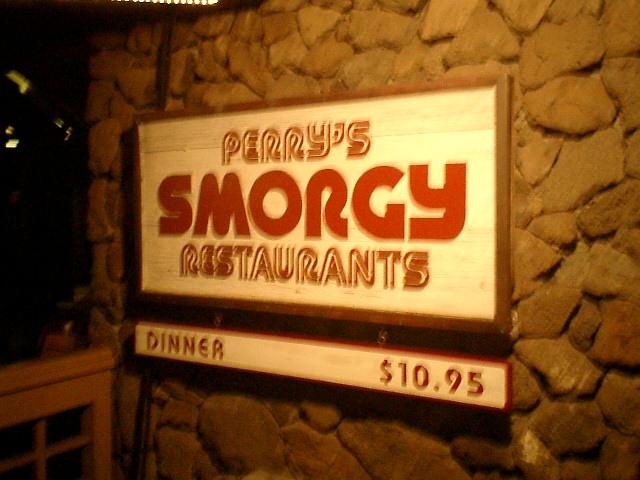 PERRY'S
SMORGY
RESTAURANTS
DINNER $10.95